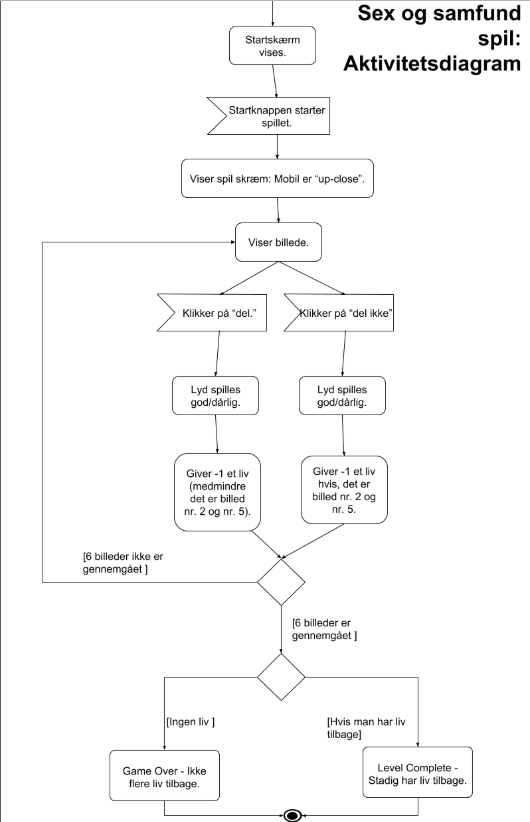 Sex og samfund
spil:
Aktivitetsdiagram
Startskærm
vises.
Startknappen starter
spillet.
Viser spil skræm: Mobil er “up-close”.
Viser billede.
Klikker på “del.”
Klikker på “del ikke”
Lyd spilles
god/dårlig.
Lyd spilles
god/dårlig.
Giver -1 et liv
(medmindre
det er billed
nr. 2 og nr. 5).
Giver -1 et liv
hvis, det er
billed nr. 2 og
nr. 5.
[6 billeder ikke er
gennemgået ]
[6 billeder er
gennemgået ]
[Ingen liv ]
[Hvis man har liv
tilbage]
Game Over - Ikke
flere liv tilbage.
Level Complete -
Stadig har liv tilbage.